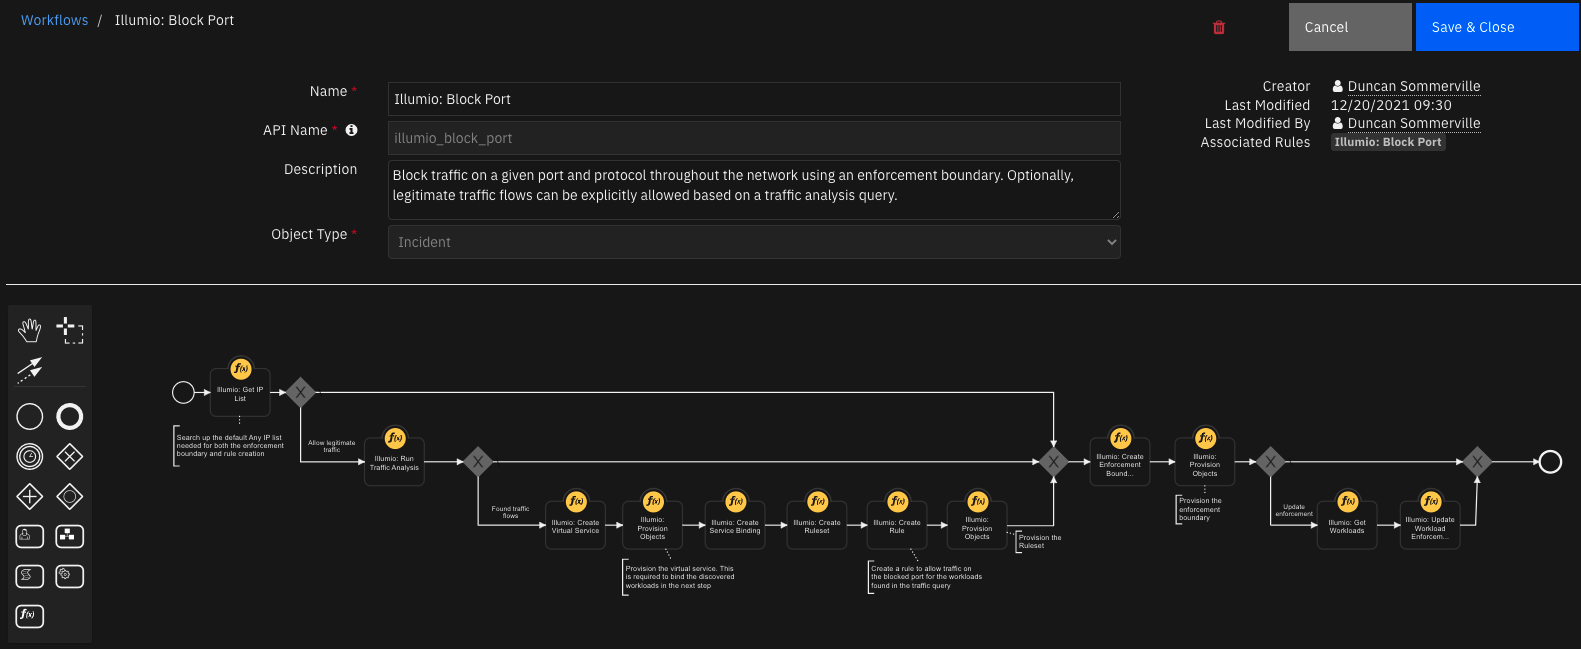 Workflows / Illumio: Block Port
Cancel
Save & Close
Name *
Illumio: Block Port
API Name *
illumio_block_port
Description
Block traffic on a given port and protocol throughout the network using an enforcement boundary. Optionally,
legitimate traffic flows can be explicitly allowed based on a traffic analysis query.
Object Type *
Incident
Creator
Duncan Sommerville
Last Modified
12/20/2021 09:30
Last Modified By
Duncan Sommerville
Associated Rules
Illumio: Block Port
f(x)
Illumio: Get IP
List
Search up the default Any IP list
needed for both the enforcement
boundary and rule creation
X
Allow legitimate
traffic
f(x)
Illumio: Run
Traffic Analysis
X
Found traffic
flows
f(x)
Illumio: Create
Virtual Service
f(x)
Illumio:
Provision
Objects
Provision the virtual service. This
is required to bind the discovered
workloads in the next step
f(x)
Illumio: Create
Service Binding
f(x)
Illumio: Create
Ruleset
f(x)
Illumio: Create
Rule
Create a rule to allow traffic on
the blocked port for the workloads
found in the traffic query
f(x)
Illumio:
Provision
Objects
Provision the
Ruleset
X
f(x)
Illumio: Create
Enforcement
Bound...
f(x)
Illumio:
Provision
Objects
Provision the
enforcement
boundary
X
Update
enforcement
f(x)
Illumio: Get
Workloads
f(x)
Illumio: Update
Workload
Enforcem...
X
f(x)